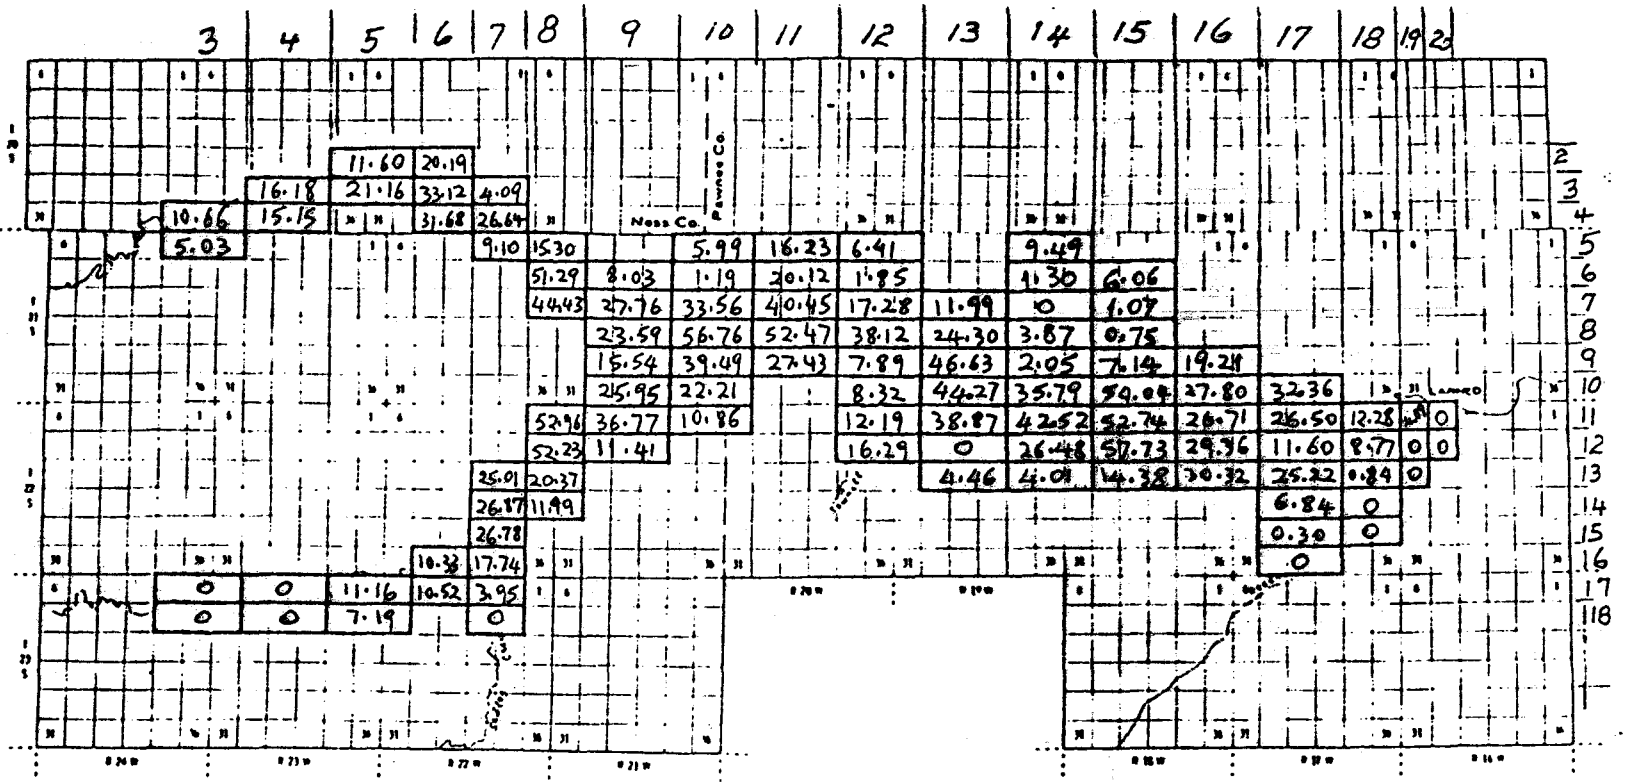 3 4 5 6 7 8 9 10 11 12 13 14 15 16 17 18 19 20
Pawnee Co.
11.60 20.19 2
16.18 21.16 33.12 4.09 3
10.66 15.15 31.68 26.64 Ness Co. 4
5.03 9.10 15.30 5.99 16.23 6.41 9.49 5
51.29 8.03 1.19 20.12 1.85 1.30 6.06 6
44.43 27.76 33.56 40.45 17.28 11.99 0 1.07 7
23.59 56.76 52.47 38.12 24.30 3.87 0.75 8
15.54 39.49 27.43 7.89 46.63 2.05 7.14 9
25.95 22.21 8.32 44.27 35.79 27.80 32.36 10
52.96 36.77 10.86 12.19 38.87 42.52 52.74 26.71 26.50 12.28 0 11
52.23 11.41 16.29 0 26.48 57.73 29.36 11.60 8.77 0 0 12
25.01 20.37 4.46 4.01 14.38 25.22 0.84 0 13
26.87 11.99 6.84 0 14
26.78 0.30 0 15
10.33 17.74 0 16
0 0 11.16 10.52 3.95 17
0 0 7.19 0 18
R 24 W R 23 W R 22 W R 21 W R 20 W R 19 W R 18 W R 17 W R 16 W